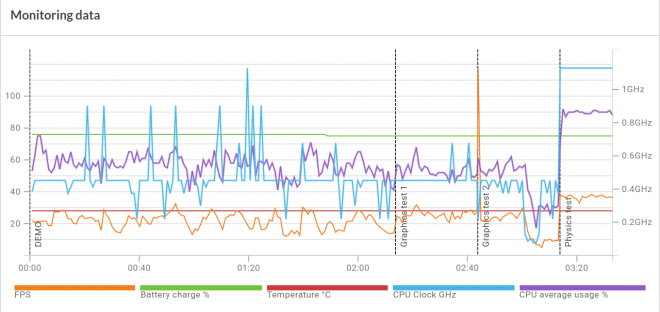 Monitoring data
100
80
60
40
20
1GHz
0.8GHz
0.6GHz
0.4GHz
0.2GHz
DEMO
Graphics test 1
Graphics test 2
Physics test
00:00
00:40
01:20
02:00
02:40
03:20
FPS
Battery charge %
Temperature °C
CPU Clock GHz
CPU average usage %